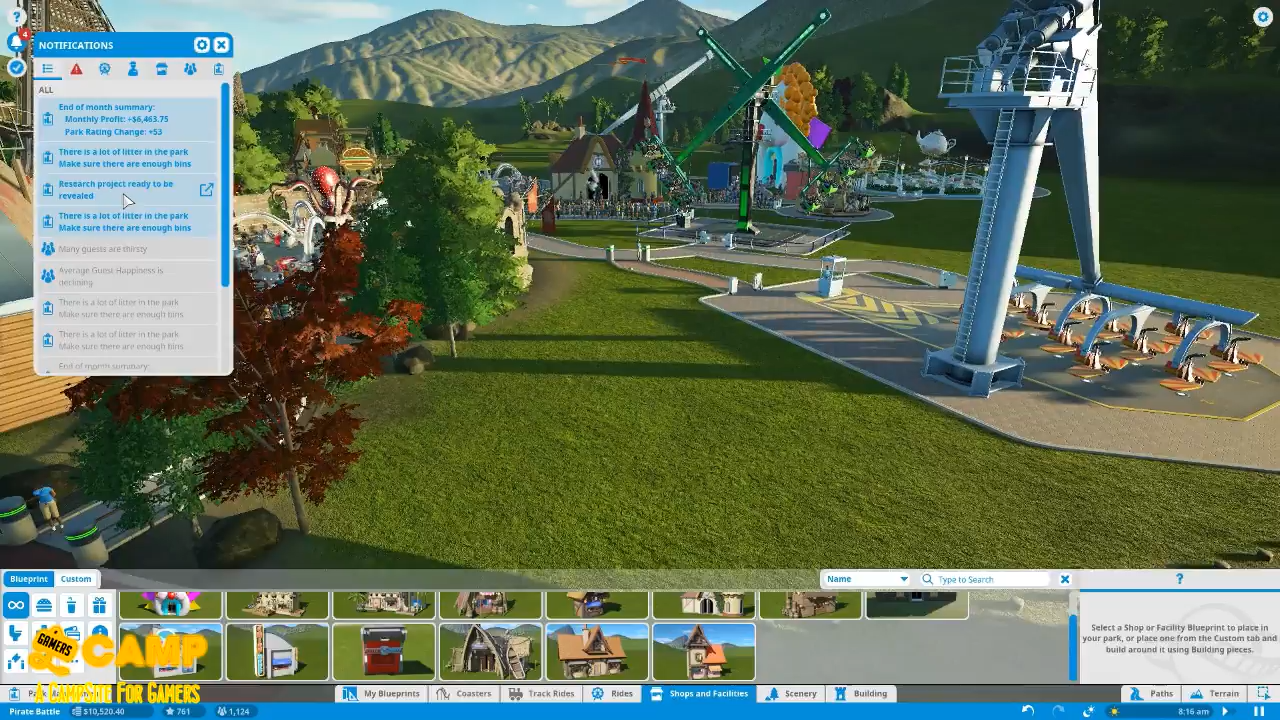 ?
4
NOTIFICATIONS
ALL
End of month summary:
Monthly Profit: +$6,463.75
Park Rating Change: +53
There is a lot of litter in the park
Make sure there are enough bins
Research project ready to be
revealed
There is a lot of litter in the park
Make sure there are enough bins
Many guests are thirsty
Average Guest Happiness is
declining
There is a lot of litter in the park
Make sure there are enough bins
There is a lot of litter in the park
Make sure there are enough bins
End of month summary:
Blueprint Custom
Name
Type to Search
?
Select a Shop or Facility Blueprint to place in
your park, or place one from the Custom tab and
build around it using Building pieces.
GAMERS
CAMP
A CAMPSITE FOR GAMERS
My Blueprints Coasters Track Rides Rides Shops and Facilities Scenery Building Paths Terrain
Pirate Battle $10,520.40 761 1,124 8:16 am